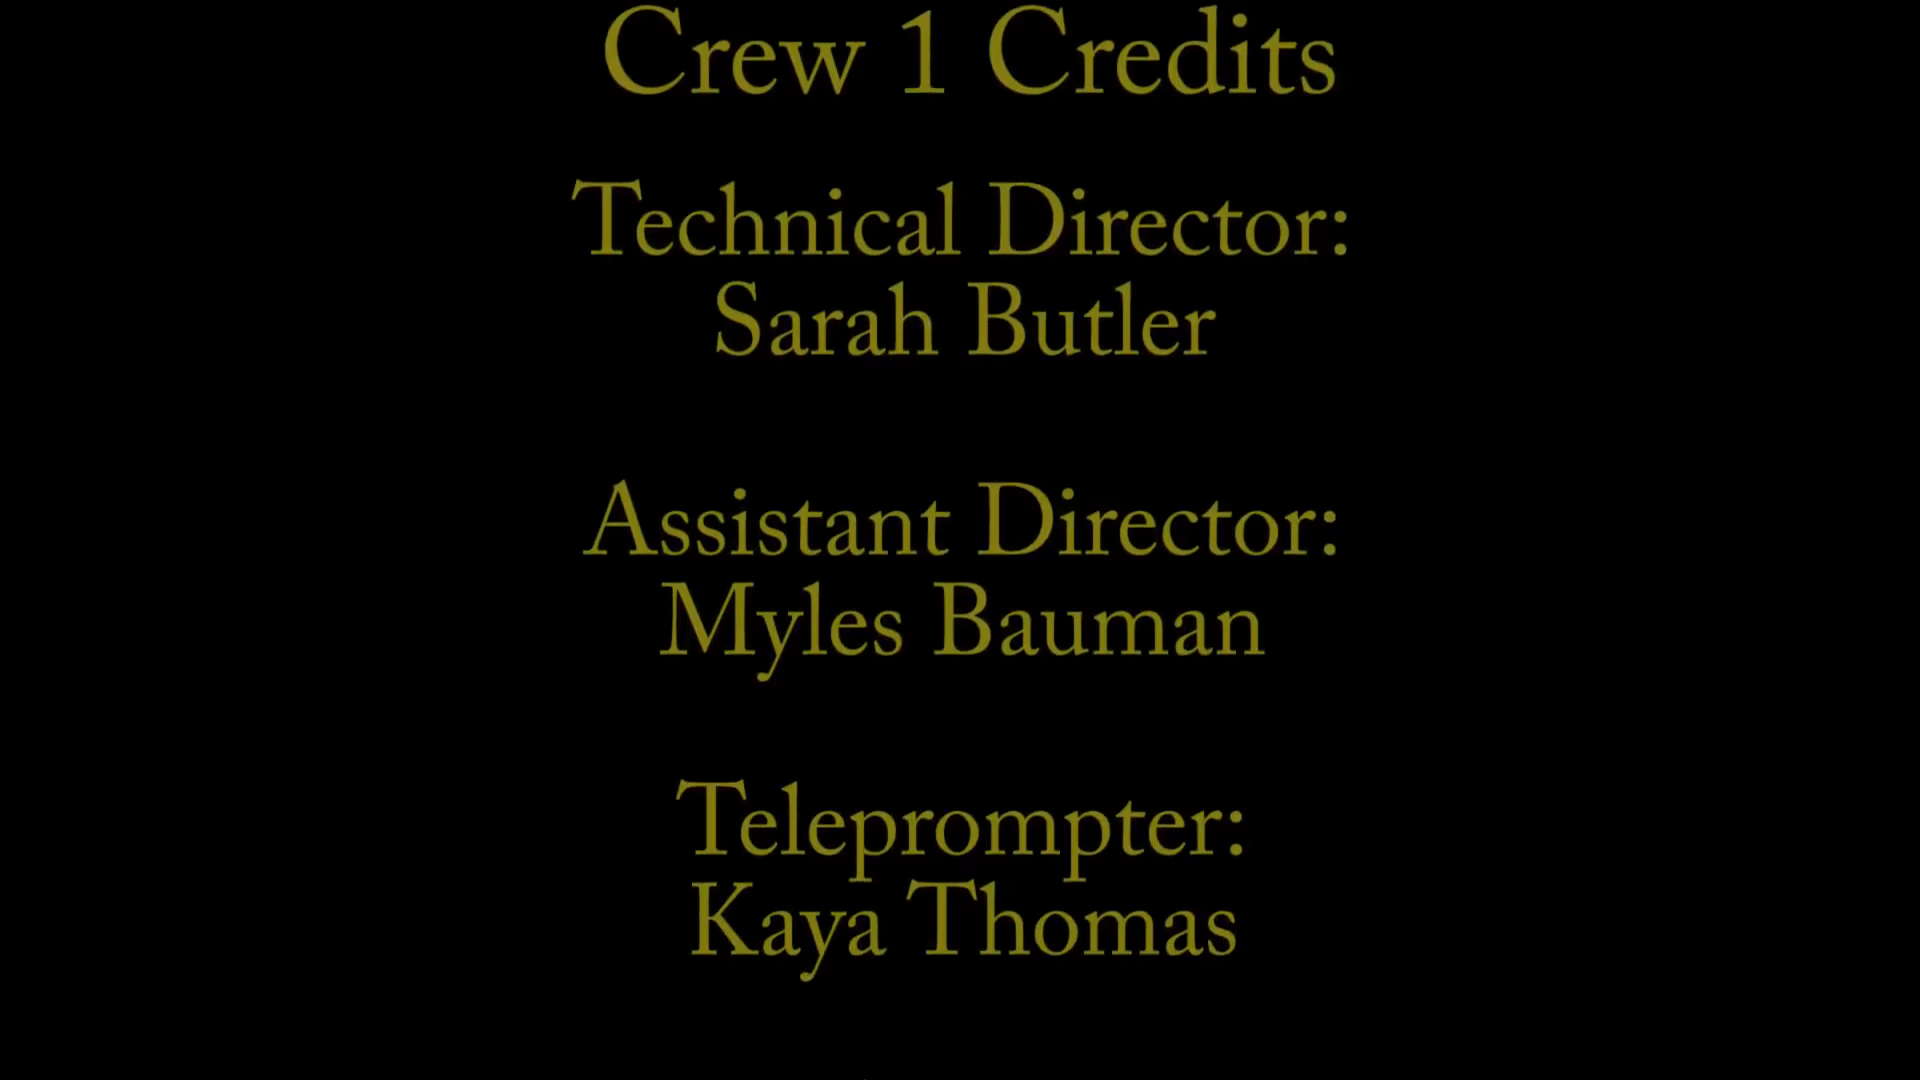 Crew 1 Credits
Technical Director:
Sarah Butler
Assistant Director:
Myles Bauman
Teleprompter:
Kaya Thomas